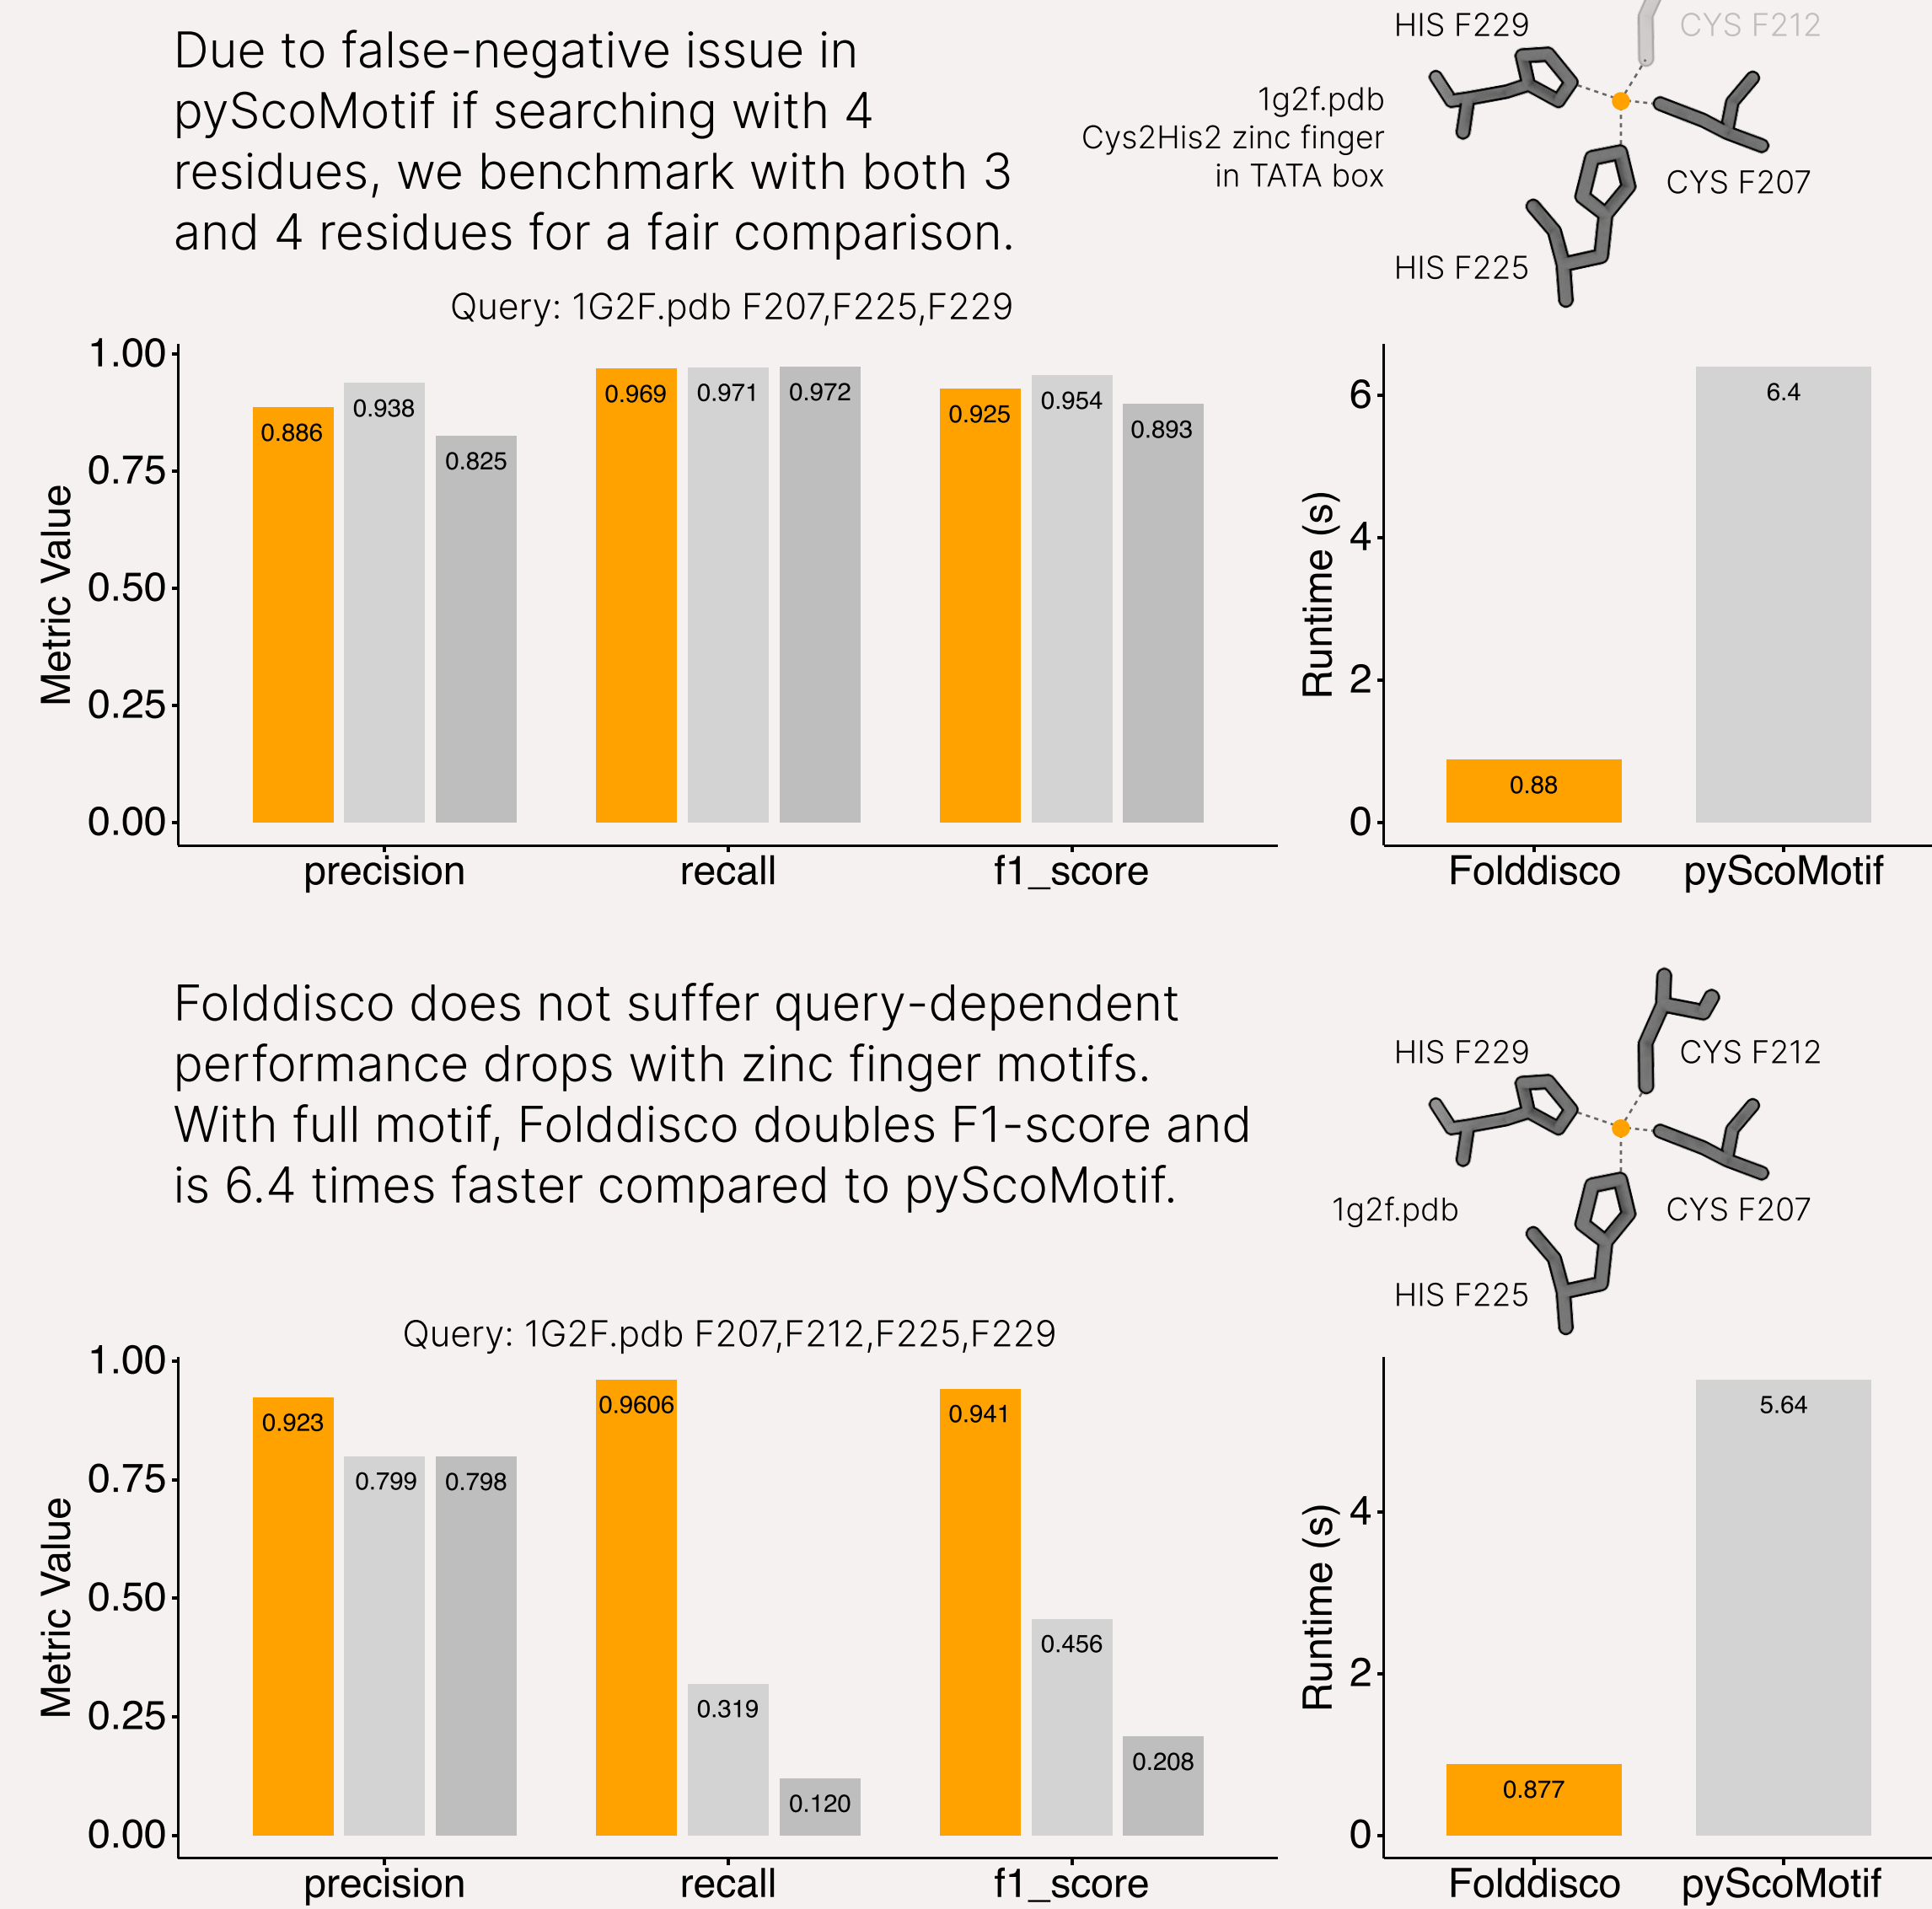 Due to false-negative issue in
pyScoMotif if searching with 4
residues, we benchmark with both 3
and 4 residues for a fair comparison.
HIS F229
CYS F212
1g2f.pdb
Cys2His2 zinc finger
in TATA box
CYS F207
HIS F225
Query: 1G2F.pdb F207,F225,F229
Metric Value
1.00
0.75
0.50
0.25
0.00
0.886
0.938
0.825
0.969
0.971
0.972
0.925
0.954
0.893
precision
recall
f1_score
Runtime (s)
6
4
2
0
0.88
6.4
Folddisco
pyScoMotif
Folddisco does not suffer query-dependent
performance drops with zinc finger motifs.
With full motif, Folddisco doubles F1-score and
is 6.4 times faster compared to pyScoMotif.
HIS F229
CYS F212
1g2f.pdb
CYS F207
HIS F225
Query: 1G2F.pdb F207,F212,F225,F229
Metric Value
1.00
0.75
0.50
0.25
0.00
0.923
0.799
0.798
0.9606
0.319
0.120
0.941
0.456
0.208
precision
recall
f1_score
Runtime (s)
4
2
0
0.877
5.64
Folddisco
pyScoMotif